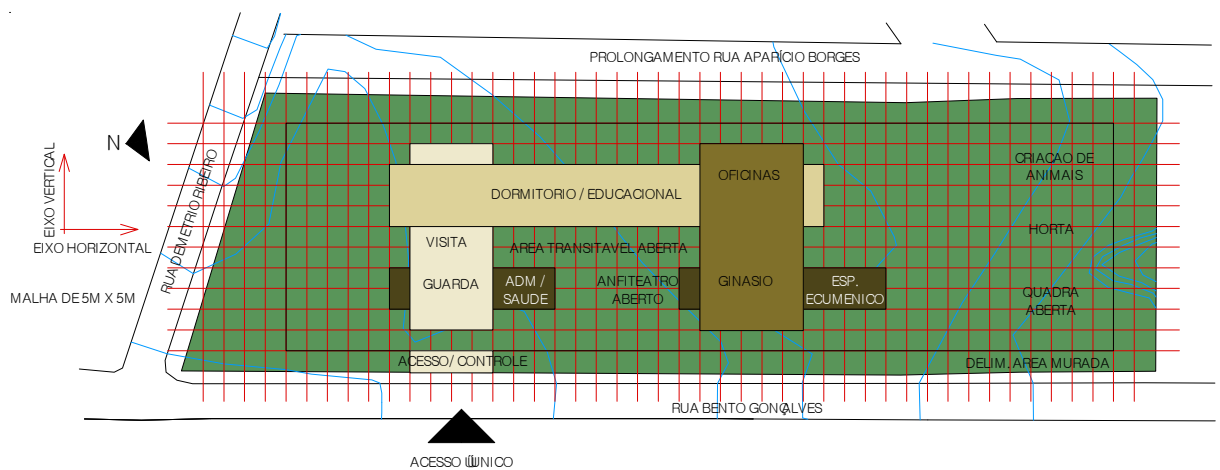 PROLONGAMENTO RUA APARÍCIO BORGES
N
EIXO VERTICAL
EIXO HORIZONTAL
RUA DEMETRIO RIBEIRO
MALHA DE 5M X 5M
OFICINAS
CRIACAO DE
ANIMAIS
DORMITORIO / EDUCACIONAL
VISITA
AREA TRANSITAVEL ABERTA
HORTA
GUARDA
ADM /
SAUDE
ANFITEATRO
ABERTO
GINASIO
ESP.
ECUMENICO
QUADRA
ABERTA
ACESSO/ CONTROLE
DELIM. AREA MURADA
RUA BENTO GONÇALVES
ACESSO